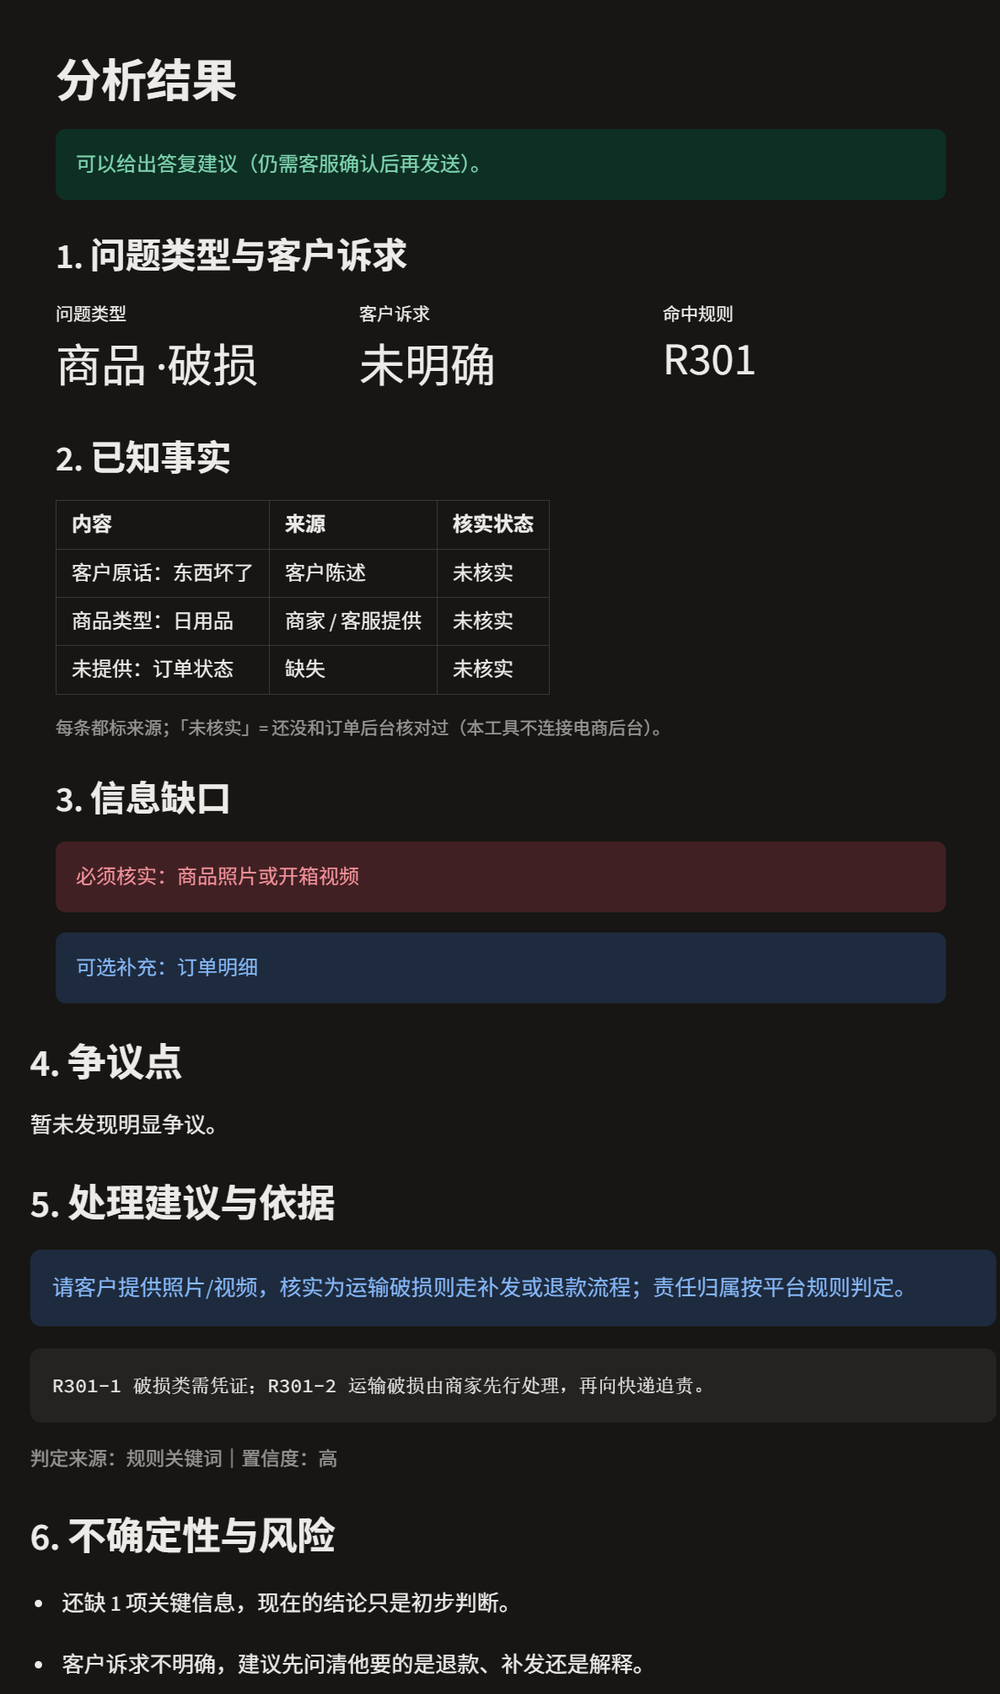 分析结果
可以给出答复建议（仍需客服确认后再发送）。
1. 问题类型与客户诉求
问题类型 客户诉求 命中规则
商品 ·破损 未明确 R301
2. 已知事实
内容 来源 核实状态
客户原话：东西坏了 客户陈述 未核实
商品类型：日用品 商家 / 客服提供 未核实
未提供：订单状态 缺失 未核实
每条都标来源；「未核实」= 还没和订单后台核对过（本工具不连接电商后台）。
3. 信息缺口
必须核实：商品照片或开箱视频
可选补充：订单明细
4. 争议点
暂未发现明显争议。
5. 处理建议与依据
请客户提供照片/视频，核实为运输破损则走补发或退款流程；责任归属按平台规则判定。
R301-1 破损类需凭证；R301-2 运输破损由商家先行处理，再向快递追责。
判定来源：规则关键词｜置信度：高
6. 不确定性与风险
• 还缺 1 项关键信息，现在的结论只是初步判断。
• 客户诉求不明确，建议先问清他要的是退款、补发还是解释。